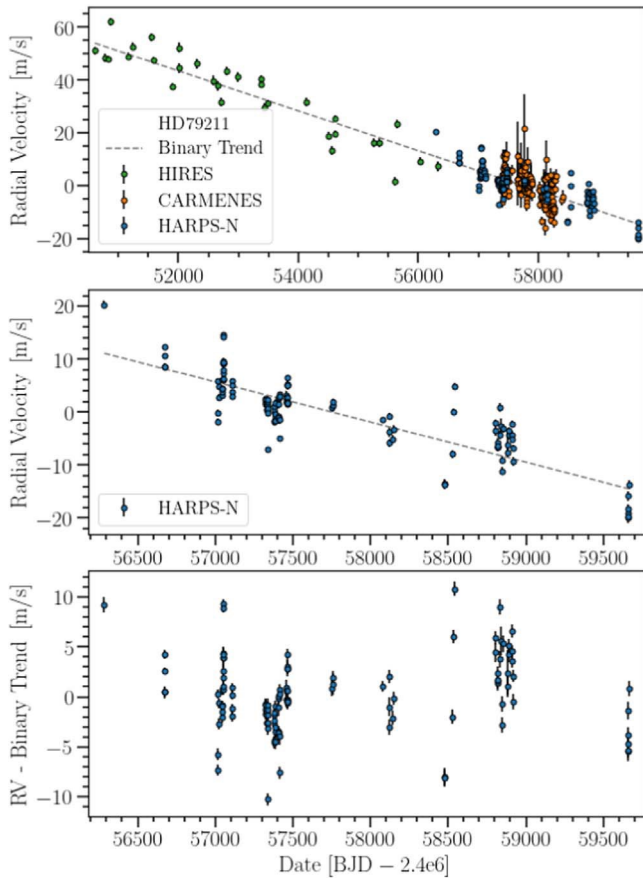 60
40
20
0
−20
Radial Velocity [m/s]
HD79211
Binary Trend
HIRES
CARMENES
HARPS-N
52000 54000 56000 58000
20
10
0
−10
−20
Radial Velocity [m/s]
HARPS-N
56500 57000 57500 58000 58500 59000 59500
10
5
0
−5
−10
RV - Binary Trend [m/s]
56500 57000 57500 58000 58500 59000 59500
Date [BJD − 2.4e6]